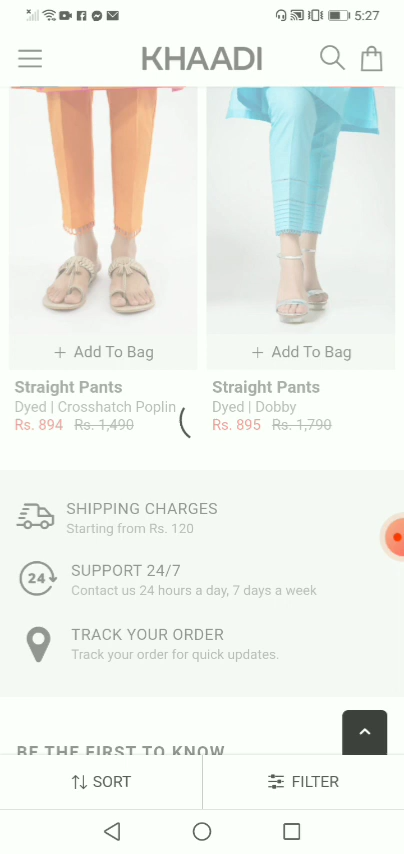 5:27
KHAADI
+ Add To Bag
+ Add To Bag
Straight Pants
Straight Pants
Dyed | Crosshatch Poplin
Dyed | Dobby
Rs. 894 Rs. 1,490
Rs. 895 Rs. 1,790
SHIPPING CHARGES
Starting from Rs. 120
24
SUPPORT 24/7
Contact us 24 hours a day, 7 days a week
TRACK YOUR ORDER
Track your order for quick updates.
BE THE FIRST TO KNOW
SORT
FILTER